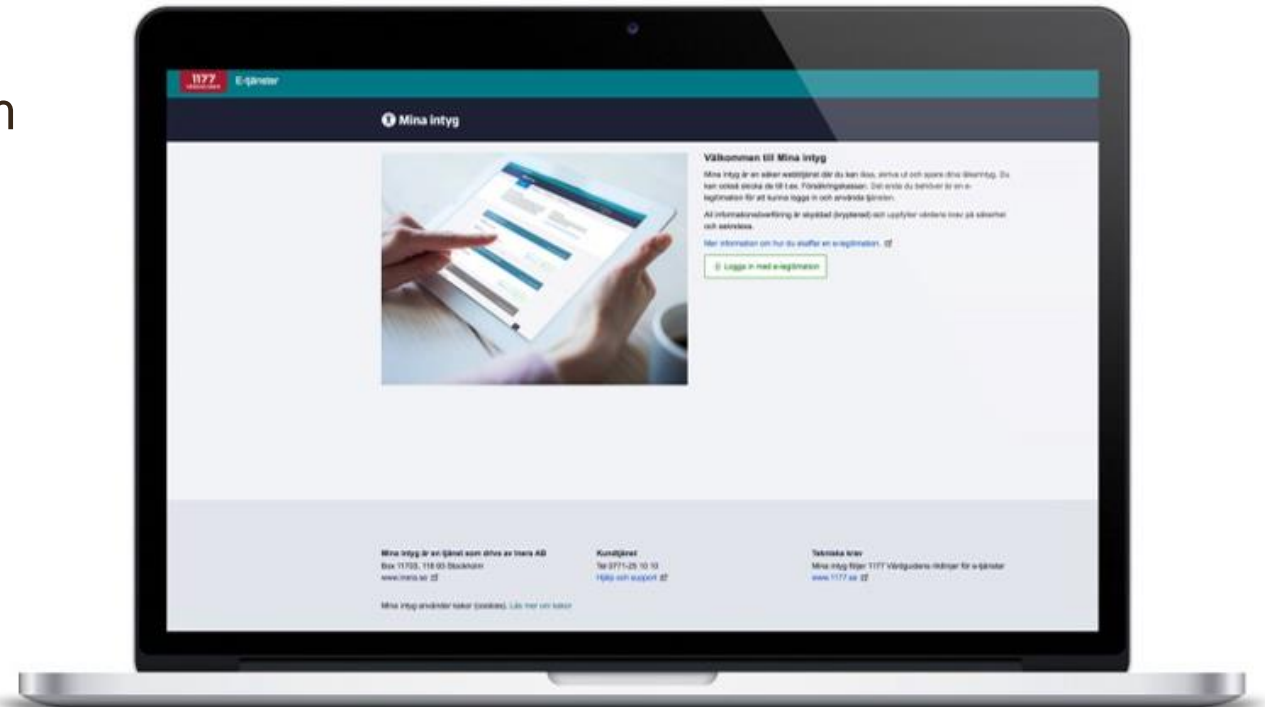 n
1177
VÅRDGUIDEN
E-tjänster
Mina intyg
Välkommen till Mina intyg
Mina intyg är en säker webbtjänst där du kan läsa, skriva ut och spara dina läkarintyg. Du
kan också skicka de till t.ex. Försäkringskassan. Det enda du behöver är en e-
legitimation för att kunna logga in och använda tjänsten.
All informationsöverföring är skyddad (krypterad) och uppfyller vårdens krav på säkerhet
och sekretess.
Mer information om hur du skaffar en e-legitimation.
Logga in med e-legitimation
Mina intyg är en tjänst som drivs av Inera AB
Box 17703, 118 93 Stockholm
www.inera.se
Mina intyg använder kakor (cookies). Läs mer om kakor
Kundtjänst
Tel 0771-25 10 10
Hjälp och support
Tekniska krav
Mina intyg följer 1177 Vårdguidens riktlinjer för e-tjänster
www.1177.se